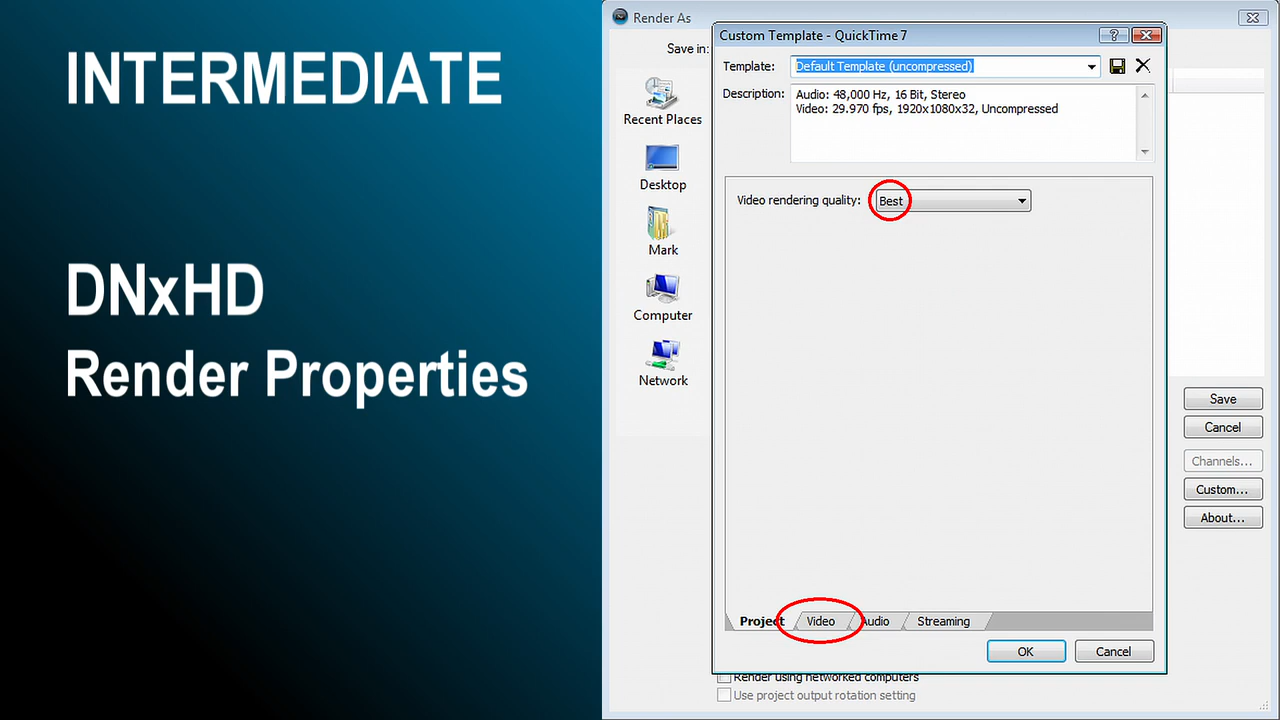 INTERMEDIATE
DNxHD
Render Properties
Render As
Save in:
Recent Places
Desktop
Mark
Computer
Network
Custom Template - QuickTime 7
Template: Default Template (uncompressed)
Description: Audio: 48,000 Hz, 16 Bit, Stereo
Video: 29.970 fps, 1920x1080x32, Uncompressed
Video rendering quality: Best
Project Video Audio Streaming
OK Cancel
Save
Cancel
Channels...
Custom...
About...
Render using networked computers
Use project output rotation setting